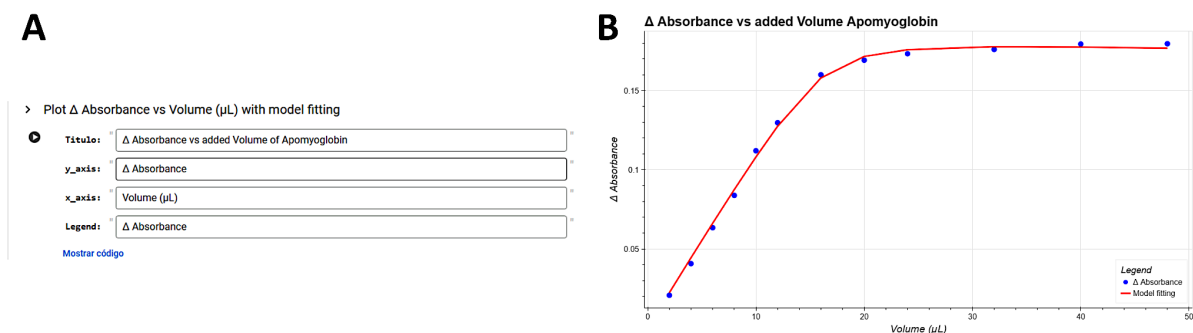 A
> Plot Δ Absorbance vs Volume (µL) with model fitting
Titulo: " Δ Absorbance vs added Volume of Apomyoglobin "
y_axis: " Δ Absorbance "
x_axis: " Volume (µL) "
Legend: " Δ Absorbance "
Mostrar código
B
Δ Absorbance vs added Volume Apomyoglobin
Δ Absorbance
0.15
0.1
0.05
Legend
Δ Absorbance
Model fitting
0 10 20 30 40 50
Volume (µL)